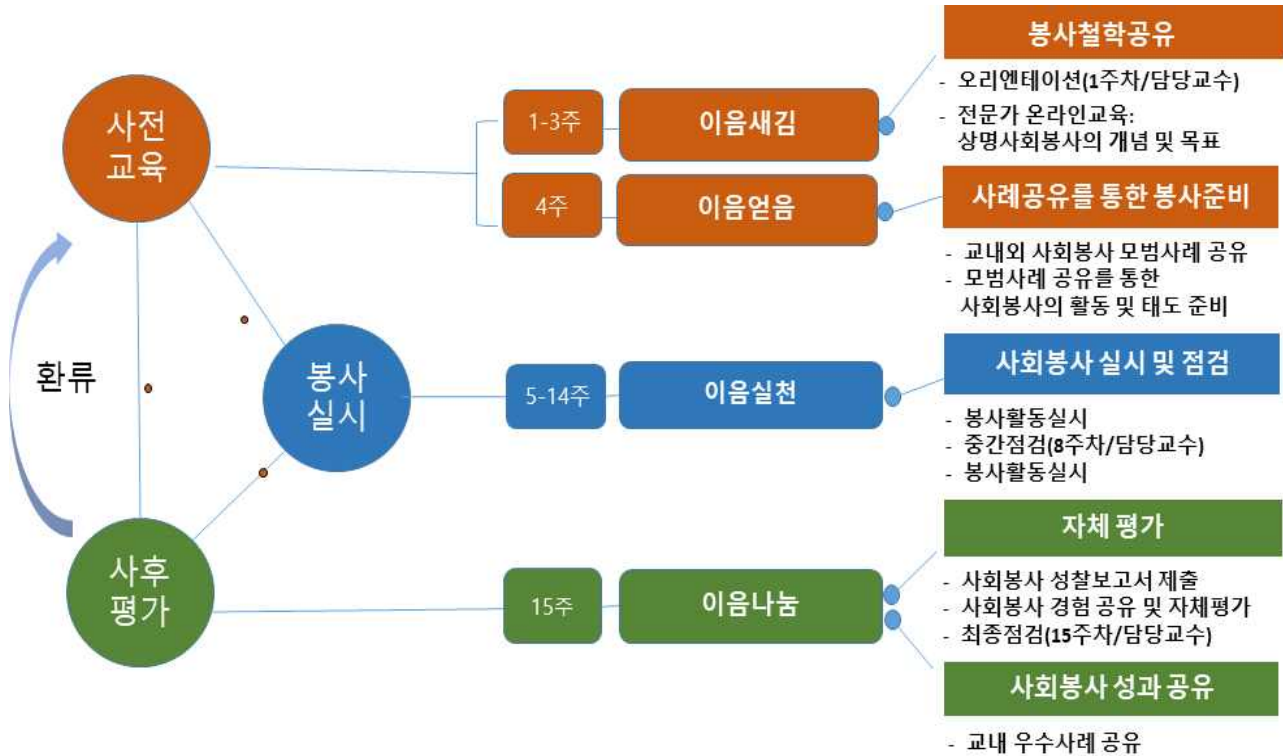 사전
교육
1-3주
이음새김
봉사철학공유
- 오리엔테이션(1주차/담당교수)
- 전문가 온라인교육:
상명사회봉사의 개념 및 목표
4주
이음얻음
사례공유를 통한 봉사준비
- 교내외 사회봉사 모범사례 공유
- 모범사례 공유를 통한
사회봉사의 활동 및 태도 준비
환류
봉사
실시
5-14주
이음실천
사회봉사 실시 및 점검
- 봉사활동실시
- 중간점검(8주차/담당교수)
- 봉사활동실시
사후
평가
15주
이음나눔
자체 평가
- 사회봉사 성찰보고서 제출
- 사회봉사 경험 공유 및 자체평가
- 최종점검(15주차/담당교수)
사회봉사 성과 공유
- 교내 우수사례 공유